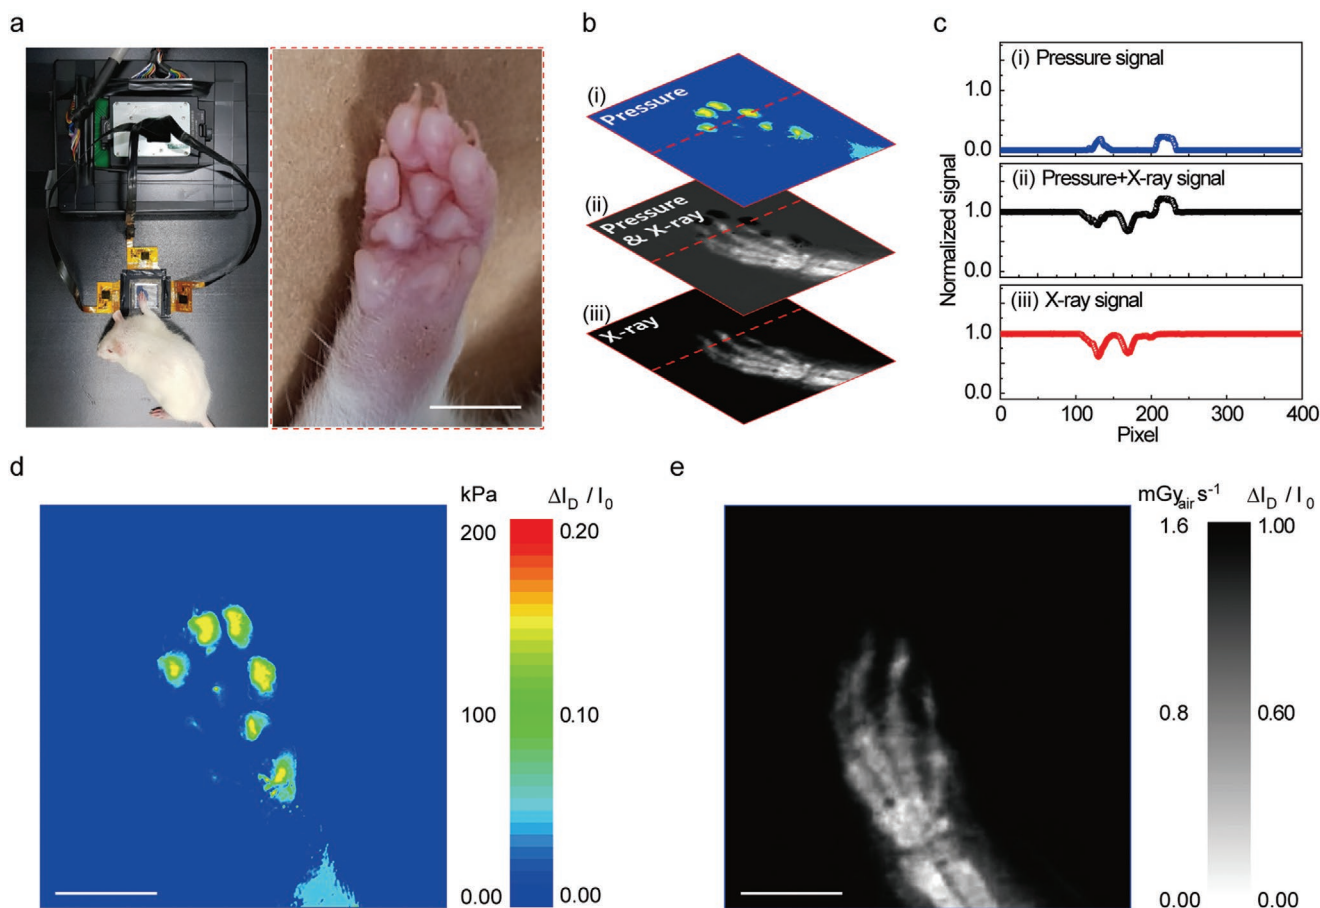 a
b
c
(i)
Pressure
(ii)
Pressure
& X-ray
(iii)
X-ray
Normalized signal
(i) Pressure signal
1.0
0.0
(ii) Pressure+X-ray signal
1.0
0.0
(iii) X-ray signal
1.0
0.0
0 100 200 300 400
Pixel
d
kPa ΔI_D / I_0
200 0.20
100 0.10
0.00 0.00
e
mGy_air s⁻¹ ΔI_D / I_0
1.6 1.00
0.8 0.60
0.00 0.00